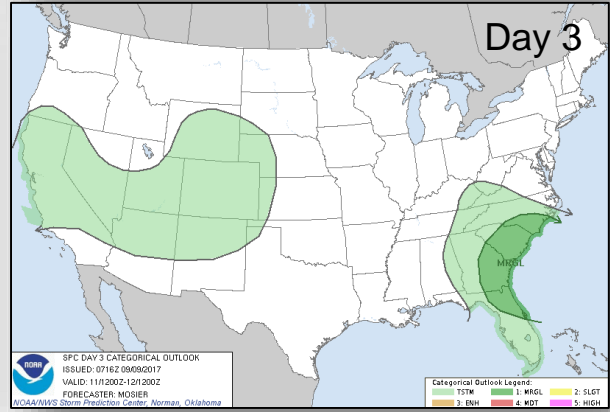 Day 3
MRGL
noaa
SPC DAY 3 CATEGORICAL OUTLOOK
ISSUED: 0716Z 09/09/2017
VALID: 11/1200Z-12/1200Z
FORECASTER: MOSIER
NOAA/NWS Storm Prediction Center, Norman, Oklahoma
Categorical Outlook Legend:
TSTM 1: MRGL 2: SLGT
3: ENH 4: MDT 5: HIGH